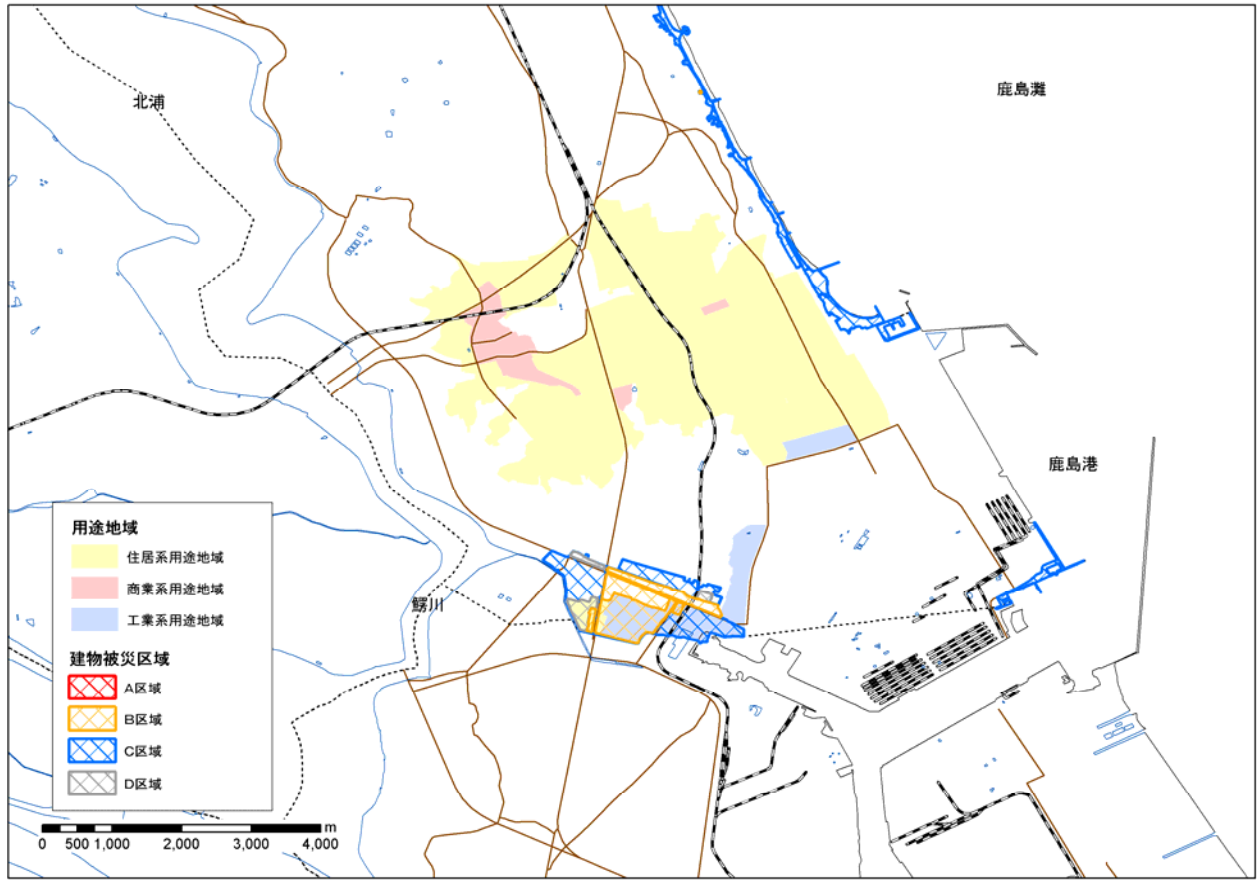 北浦
鹿島灘
鹿島港
鰐川
用途地域
住居系用途地域
商業系用途地域
工業系用途地域
建物被災区域
A区域
B区域
C区域
D区域
m
0 500 1,000 2,000 3,000 4,000